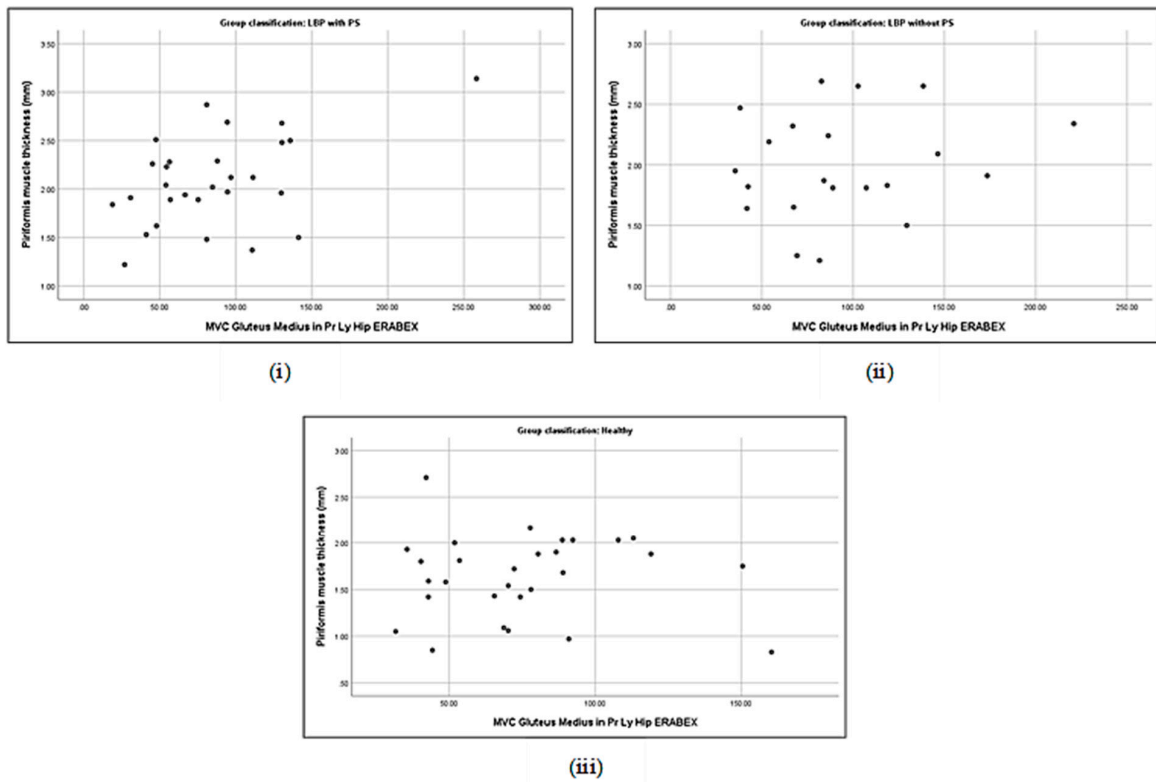 Group classification: LBP with PS
Piriformis muscle thickness (mm)
3.50
3.00
2.50
2.00
1.50
1.00
.00
50.00
100.00
150.00
200.00
250.00
300.00
MVC Gluteus Medius in Pr Ly Hip ERABEX
(i)
Group classification: LBP without PS
Piriformis muscle thickness (mm)
3.00
2.50
2.00
1.50
1.00
.00
50.00
100.00
150.00
200.00
250.00
MVC Gluteus Medius in Pr Ly Hip ERABEX
(ii)
Group classification: Healthy
Piriformis muscle thickness (mm)
3.00
2.50
2.00
1.50
1.00
.50
50.00
100.00
150.00
MVC Gluteus Medius in Pr Ly Hip ERABEX
(iii)